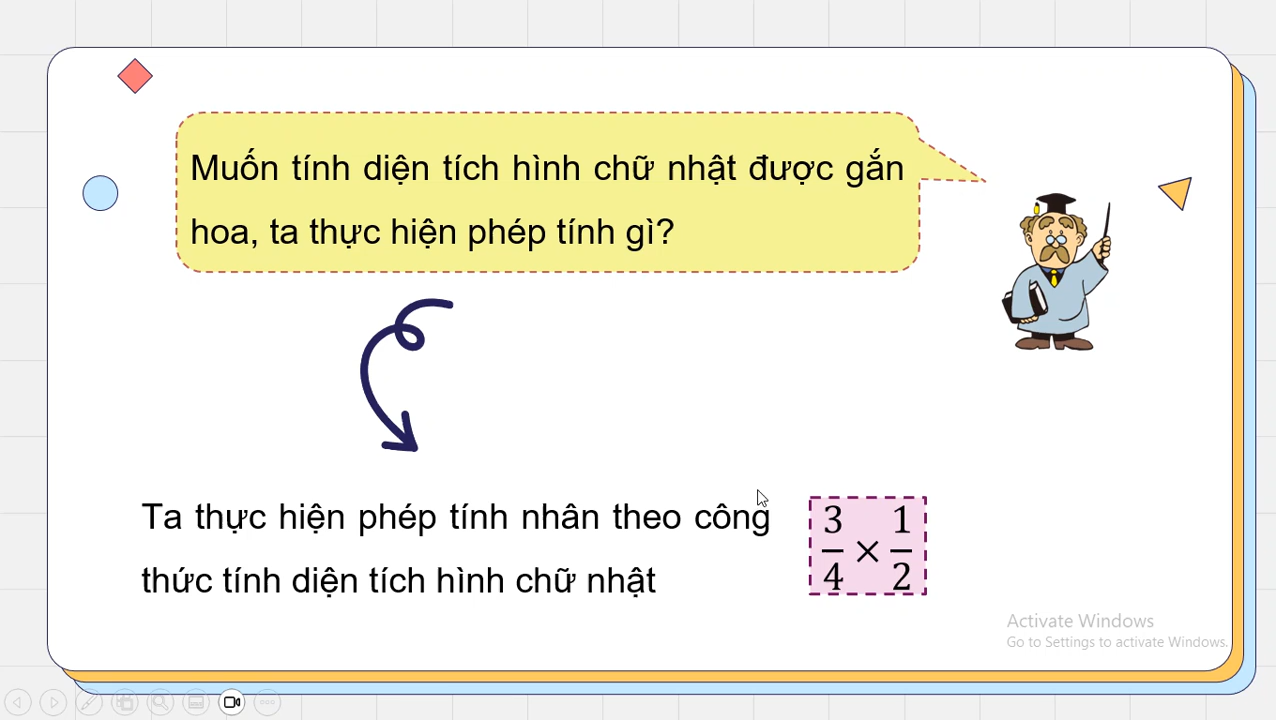 Muốn tính diện tích hình chữ nhật được gắn
hoa, ta thực hiện phép tính gì?
Ta thực hiện phép tính nhân theo công
thức tính diện tích hình chữ nhật
3/4 × 1/2
Activate Windows
Go to Settings to activate Windows.